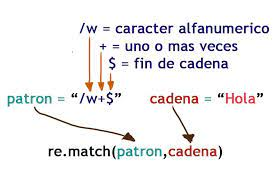 /w = caracter alfanumerico
+ = uno o mas veces
$ = fin de cadena
patron = "/w+$" cadena = "Hola"
re.match(patron,cadena)